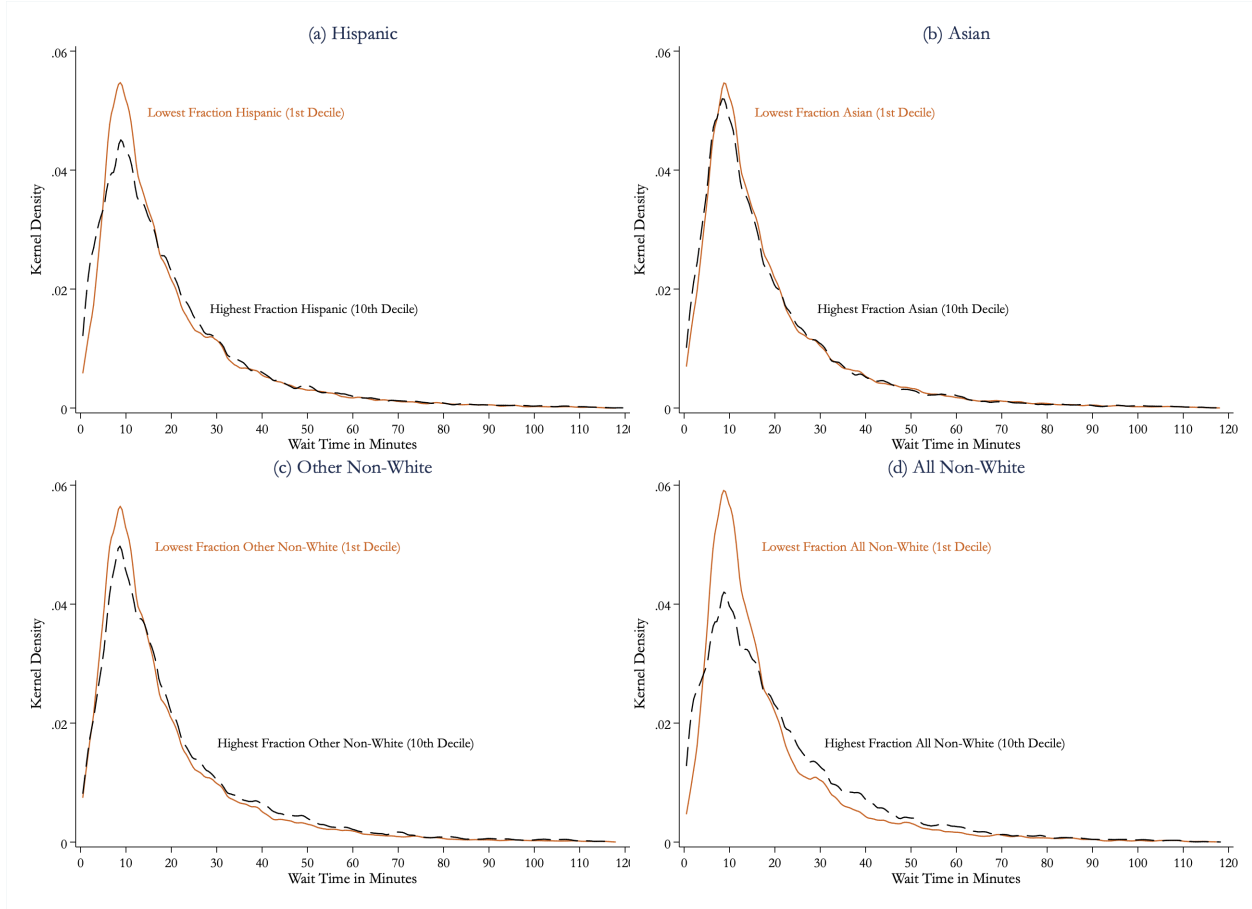 (a) Hispanic
.06
.04
.02
0
Kernel Density
Lowest Fraction Hispanic (1st Decile)
Highest Fraction Hispanic (10th Decile)
0 10 20 30 40 50 60 70 80 90 100 110 12
Wait Time in Minutes
(b) Asian
.06
.04
.02
0
Kernel Density
Lowest Fraction Asian (1st Decile)
Highest Fraction Asian (10th Decile)
0 10 20 30 40 50 60 70 80 90 100 110 120
Wait Time in Minutes
(c) Other Non-White
.06
.04
.02
0
Kernel Density
Lowest Fraction Other Non-White (1st Decile)
Highest Fraction Other Non-White (10th Decile)
0 10 20 30 40 50 60 70 80 90 100 110 12
Wait Time in Minutes
(d) All Non-White
.06
.04
.02
0
Kernel Density
Lowest Fraction All Non-White (1st Decile)
Highest Fraction All Non-White (10th Decile)
0 10 20 30 40 50 60 70 80 90 100 110 120
Wait Time in Minutes